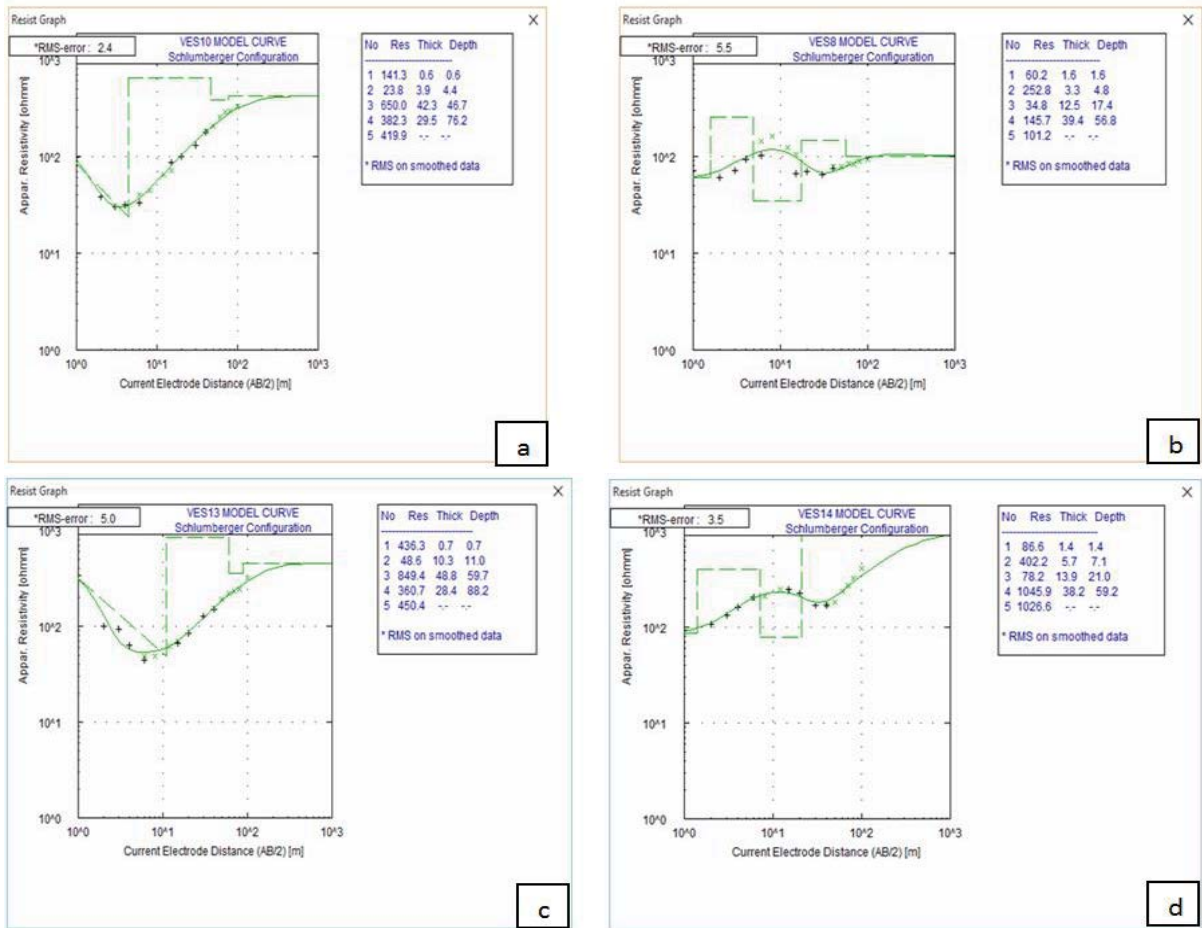 Resist Graph X
*RMS-error : 2.4
VES10 MODEL CURVE
Schlumberger Configuration
10^3
10^2
10^1
10^0
Appar. Resistivity [ohmm]
10^0 10^1 10^2 10^3
Current Electrode Distance (AB/2) [m]
No Res Thick Depth
1 141.3 0.6 0.6
2 23.8 3.9 4.4
3 650.0 42.3 46.7
4 382.3 29.5 76.2
5 419.9 -.- -.-
* RMS on smoothed data
a
Resist Graph X
*RMS-error : 5.5
VES8 MODEL CURVE
Schlumberger Configuration
10^3
10^2
10^1
10^0
Appar. Resistivity [ohmm]
10^0 10^1 10^2 10^3
Current Electrode Distance (AB/2) [m]
No Res Thick Depth
1 60.2 1.6 1.6
2 252.8 3.3 4.8
3 34.8 12.5 17.4
4 145.7 39.4 56.8
5 101.2 -.- -.-
* RMS on smoothed data
b
Resist Graph X
*RMS-error : 5.0
VES13 MODEL CURVE
Schlumberger Configuration
10^3
10^2
10^1
10^0
Appar. Resistivity [ohmm]
10^0 10^1 10^2 10^3
Current Electrode Distance (AB/2) [m]
No Res Thick Depth
1 436.3 0.7 0.7
2 48.6 10.3 11.0
3 849.4 48.8 59.7
4 360.7 28.4 88.2
5 450.4 -.- -.-
* RMS on smoothed data
c
Resist Graph X
*RMS-error : 3.5
VES14 MODEL CURVE
Schlumberger Configuration
10^3
10^2
10^1
10^0
Appar. Resistivity [ohmm]
10^0 10^1 10^2 10^3
Current Electrode Distance (AB/2) [m]
No Res Thick Depth
1 86.6 1.4 1.4
2 402.2 5.7 7.1
3 78.2 13.9 21.0
4 1045.9 38.2 59.2
5 1026.6 -.- -.-
* RMS on smoothed data
d